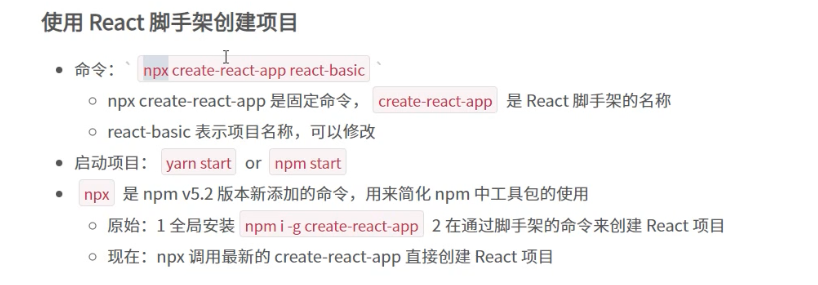 使用 React 脚手架创建项目
命令：` npx create-react-app react-basic `
npx create-react-app 是固定命令， create-react-app 是 React 脚手架的名称
react-basic 表示项目名称，可以修改
启动项目： yarn start or npm start
npx 是 npm v5.2 版本新添加的命令，用来简化 npm 中工具包的使用
原始：1 全局安装 npm i -g create-react-app 2 在通过脚手架的命令来创建 React 项目
现在：npx 调用最新的 create-react-app 直接创建 React 项目